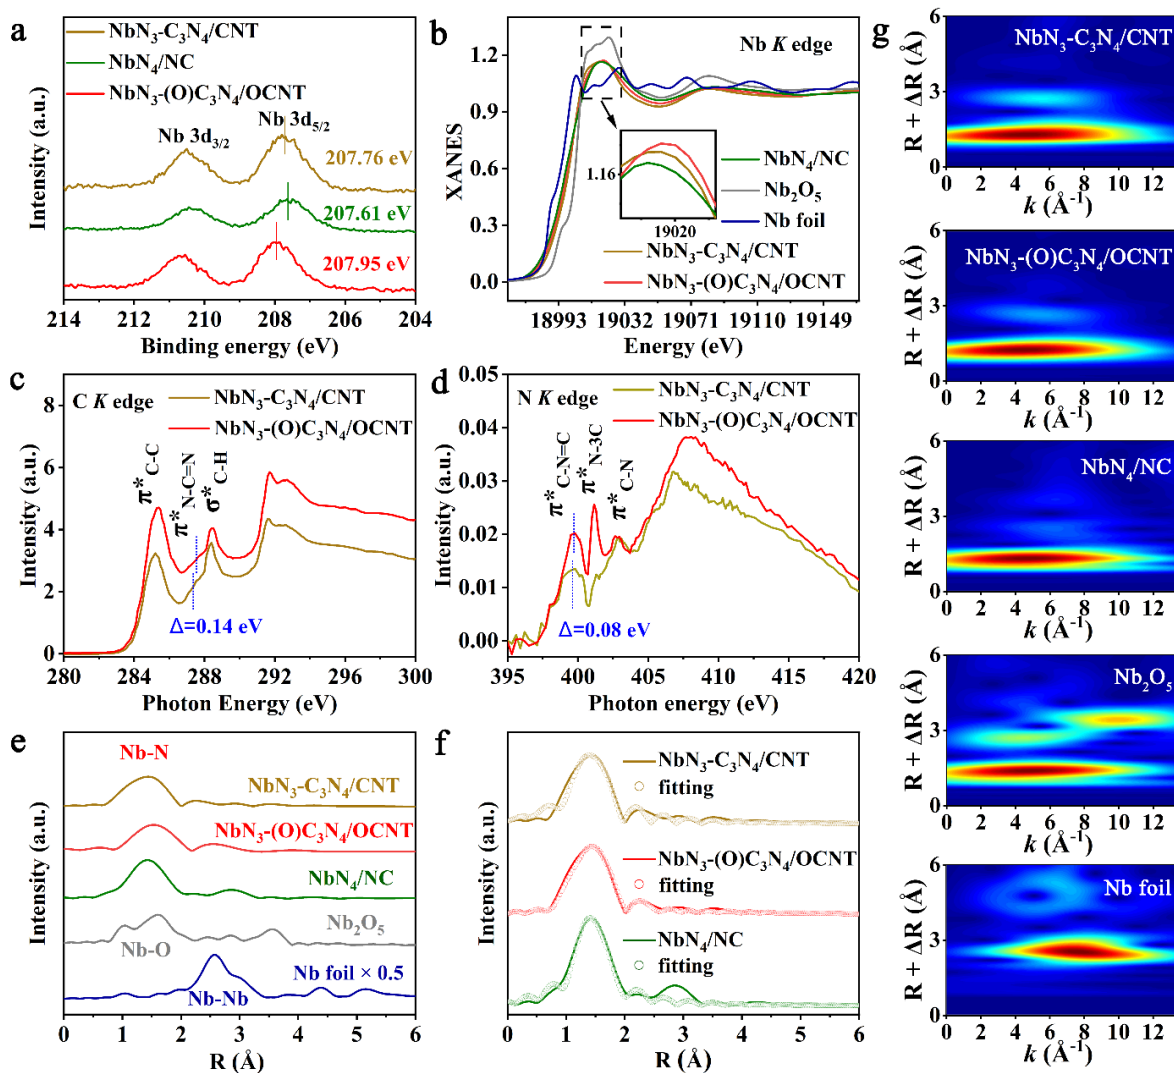 a
NbN₃-C₃N₄/CNT
NbN₄/NC
NbN₃-(O)C₃N₄/OCNT
Nb 3d₃/₂
Nb 3d₅/₂
207.76 eV
207.61 eV
207.95 eV
Intensity (a.u.)
214 212 210 208 206 204
Binding energy (eV)
b
Nb K edge
XANES
1.2
0.9
0.6
0.3
0.0
1.16
19020
NbN₄/NC
Nb₂O₅
Nb foil
NbN₃-C₃N₄/CNT
NbN₃-(O)C₃N₄/OCNT
18993 19032 19071 19110 19149
Energy (eV)
c
C K edge
NbN₃-C₃N₄/CNT
NbN₃-(O)C₃N₄/OCNT
π* C-C
π* N-C=N
σ* C-H
Δ=0.14 eV
Intensity (a.u.)
6
4
2
0
280 284 288 292 296 300
Photon Energy (eV)
d
N K edge
NbN₃-C₃N₄/CNT
NbN₃-(O)C₃N₄/OCNT
π* C-N=C
π* N-3C
π* C-N
Δ=0.08 eV
Intensity (a.u.)
0.05
0.04
0.03
0.02
0.01
0.00
395 400 405 410 415 420
Photon energy (eV)
e
Nb-N
NbN₃-C₃N₄/CNT
NbN₃-(O)C₃N₄/OCNT
NbN₄/NC
Nb₂O₅
Nb-O
Nb foil × 0.5
Nb-Nb
Intensity (a.u.)
0 1 2 3 4 5 6
R (Å)
f
NbN₃-C₃N₄/CNT
fitting
NbN₃-(O)C₃N₄/OCNT
fitting
NbN₄/NC
fitting
Intensity (a.u.)
0 1 2 3 4 5 6
R (Å)
g
NbN₃-C₃N₄/CNT
R + ΔR (Å)
6
3
0
0 2 4 6 8 10 12
k (Å⁻¹)
NbN₃-(O)C₃N₄/OCNT
R + ΔR (Å)
6
3
0
0 2 4 6 8 10 12
k (Å⁻¹)
NbN₄/NC
R + ΔR (Å)
6
3
0
0 2 4 6 8 10 12
k (Å⁻¹)
Nb₂O₅
R + ΔR (Å)
6
3
0
0 2 4 6 8 10 12
k (Å⁻¹)
Nb foil
R + ΔR (Å)
6
3
0
0 2 4 6 8 10 12
k (Å⁻¹)